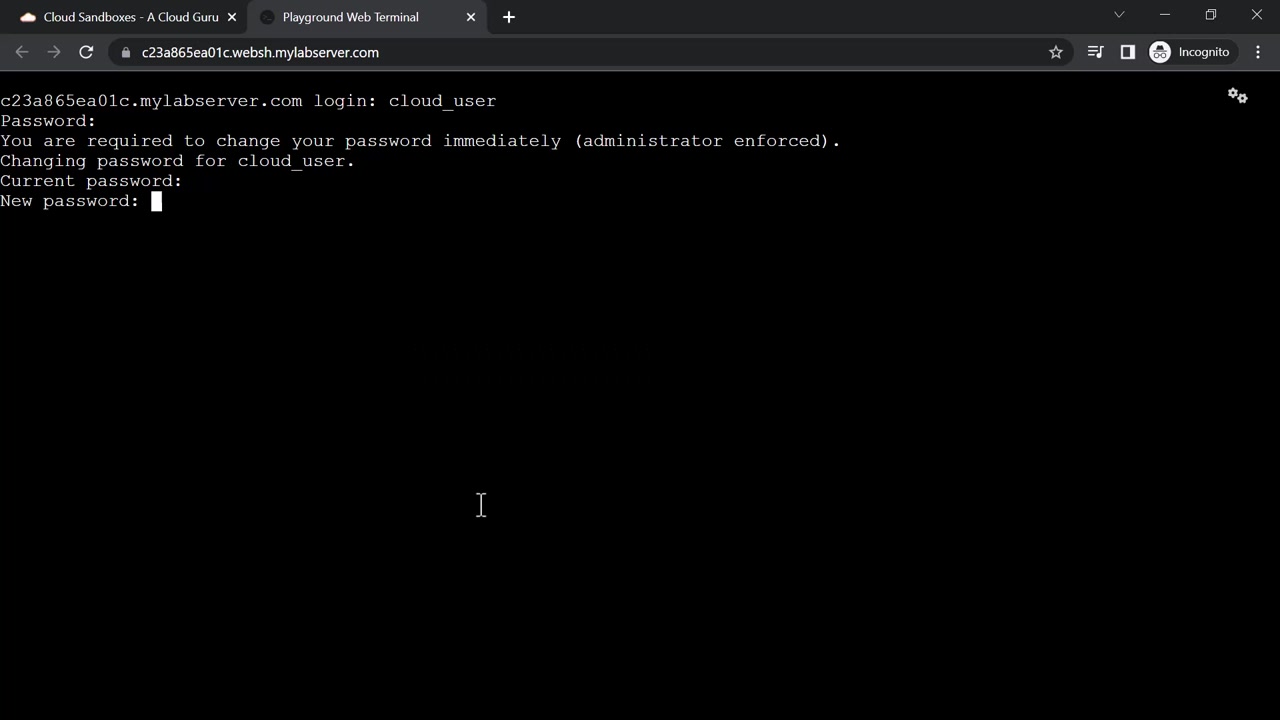 Cloud Sandboxes - A Cloud Guru
Playground Web Terminal
c23a865ea01c.websh.mylabserver.com
Incognito
c23a865ea01c.mylabserver.com login: cloud_user
Password:
You are required to change your password immediately (administrator enforced).
Changing password for cloud_user.
Current password:
New password: